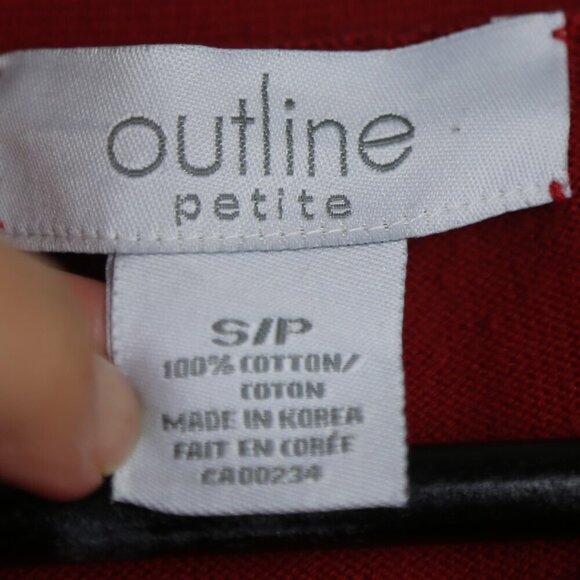 outline
petite
S/P
100% COTTON/
COTON
MADE IN KOREA
FAIT EN CORÉE
CA00234